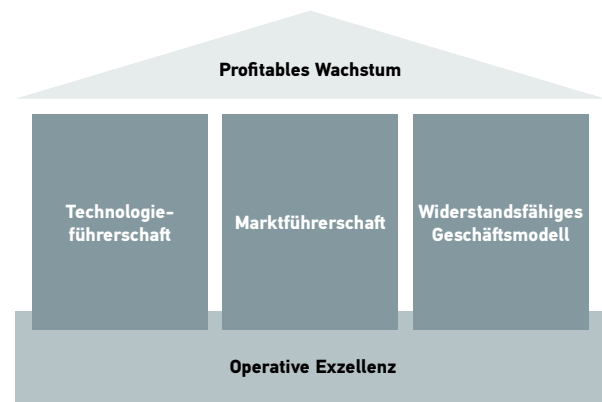 Profitables Wachstum
Technologie-
führerschaft
Marktführerschaft
Widerstandsfähiges
Geschäftsmodell
Operative Exzellenz